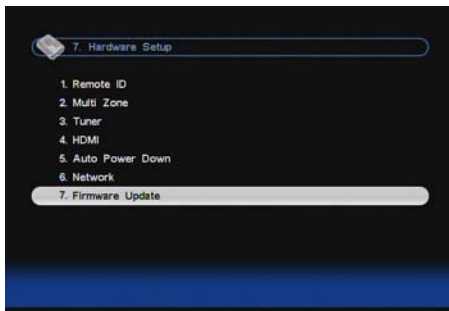 7. Hardware Setup
1. Remote ID
2. Multi Zone
3. Tuner
4. HDMI
5. Auto Power Down
6. Network
7. Firmware Update